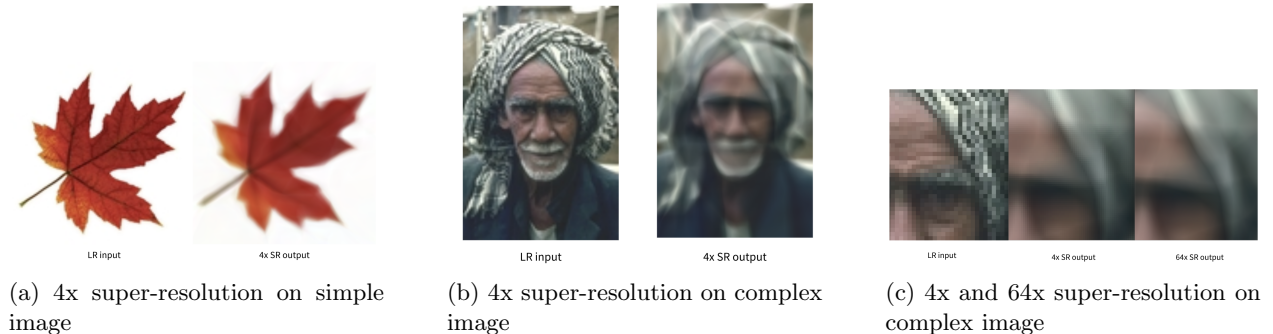 LR input
4x SR output
LR input
4x SR output
LR input
4x SR output
64x SR output
(a) 4x super-resolution on simple
image
(b) 4x super-resolution on complex
image
(c) 4x and 64x super-resolution on
complex image